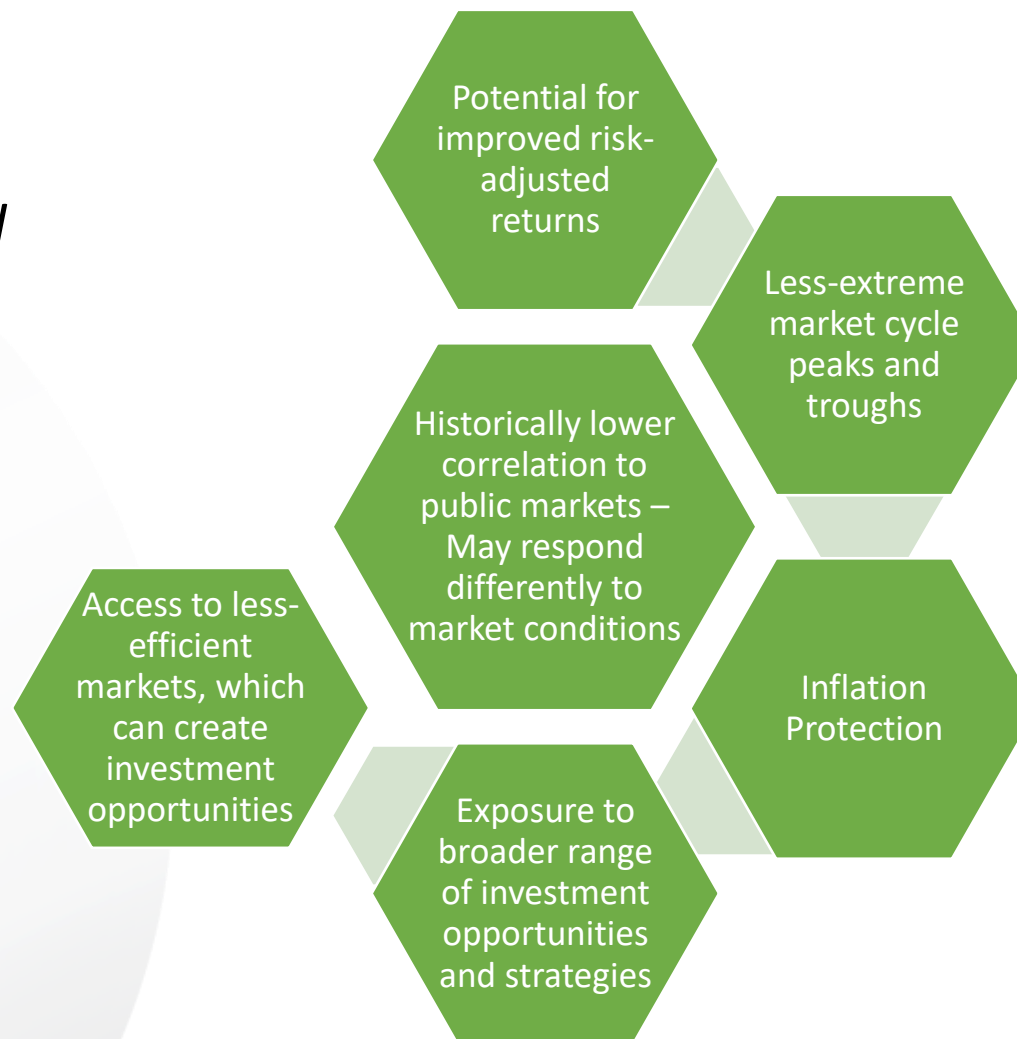 Potential for
improved risk-
adjusted
returns
Less-extreme
market cycle
peaks and
troughs
Historically lower
correlation to
public markets –
May respond
differently to
market conditions
Access to less-
efficient
markets, which
can create
investment
opportunities
Inflation
Protection
Exposure to
broader range
of investment
opportunities
and strategies